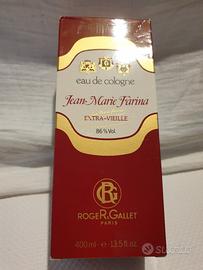 eau de cologne
Jean-Marie Farina
EXTRA-VIEILLE
86 % Vol.
RG
ROGER & GALLET
PARIS
400 ml e 13.5 fl. oz.
subito